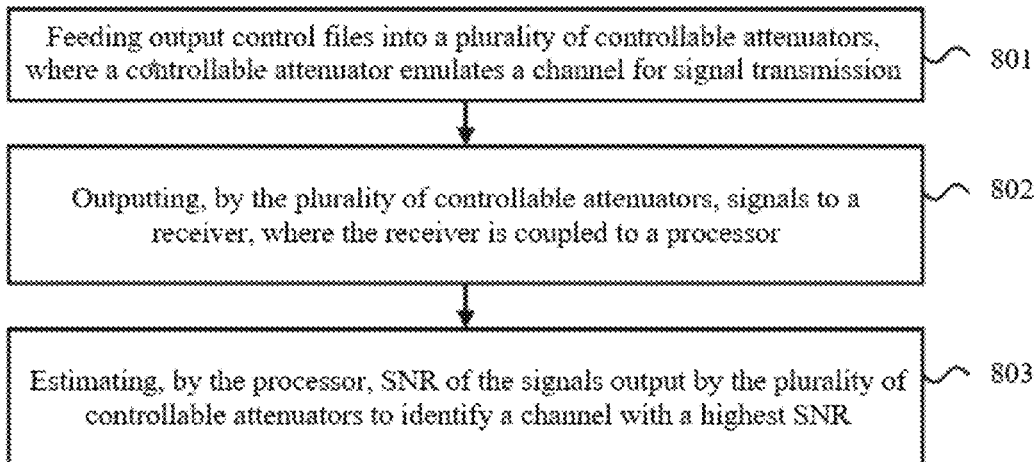 Feeding output control files into a plurality of controllable attenuators,
where a controllable attenuator emulates a channel for signal transmission
801
Outputting, by the plurality of controllable attenuators, signals to a
receiver, where the receiver is coupled to a processor
802
Estimating, by the processor, SNR of the signals output by the plurality of
controllable attenuators to identify a channel with a highest SNR
803